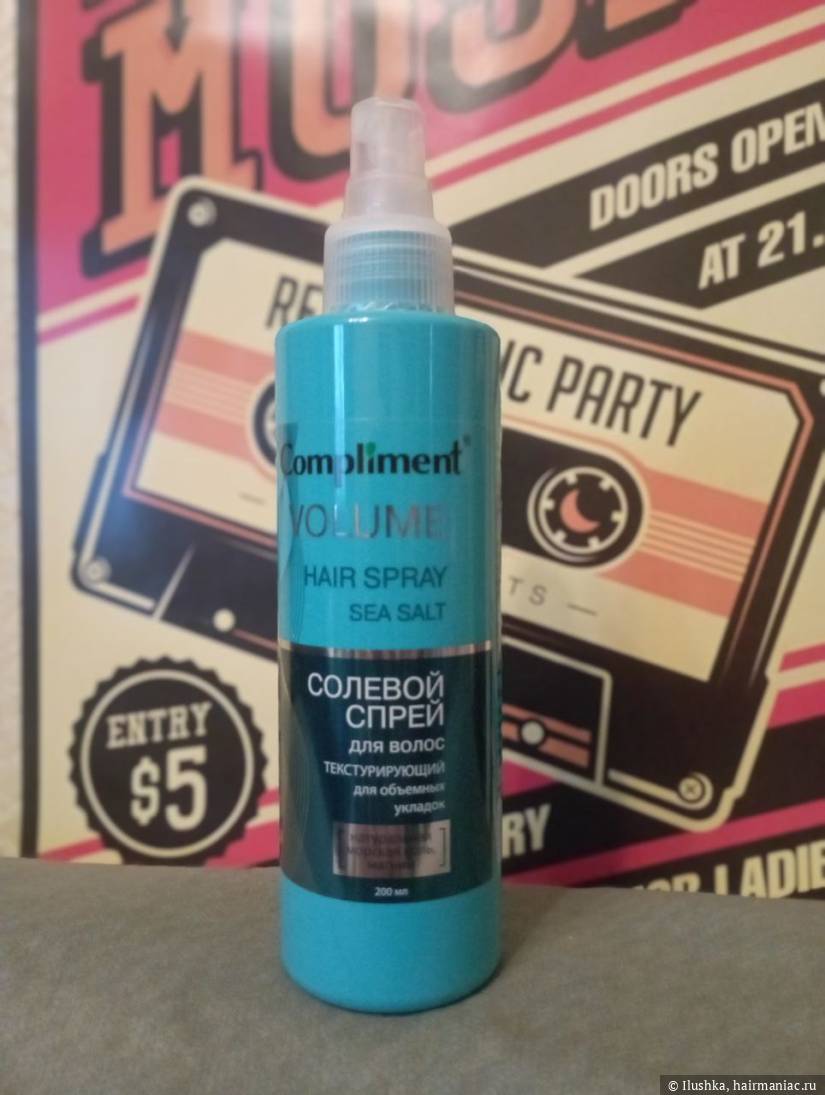 DOORS OPEN
AT 21.
PARTY
Compliment®
VOLUME
HAIR SPRAY
SEA SALT
СОЛЕВОЙ
СПРЕЙ
для волос
ТЕКСТУРИРУЮЩИЙ
для объемных
укладок
200 мл
ENTRY
$5
© Ilushka, hairmaniac.ru